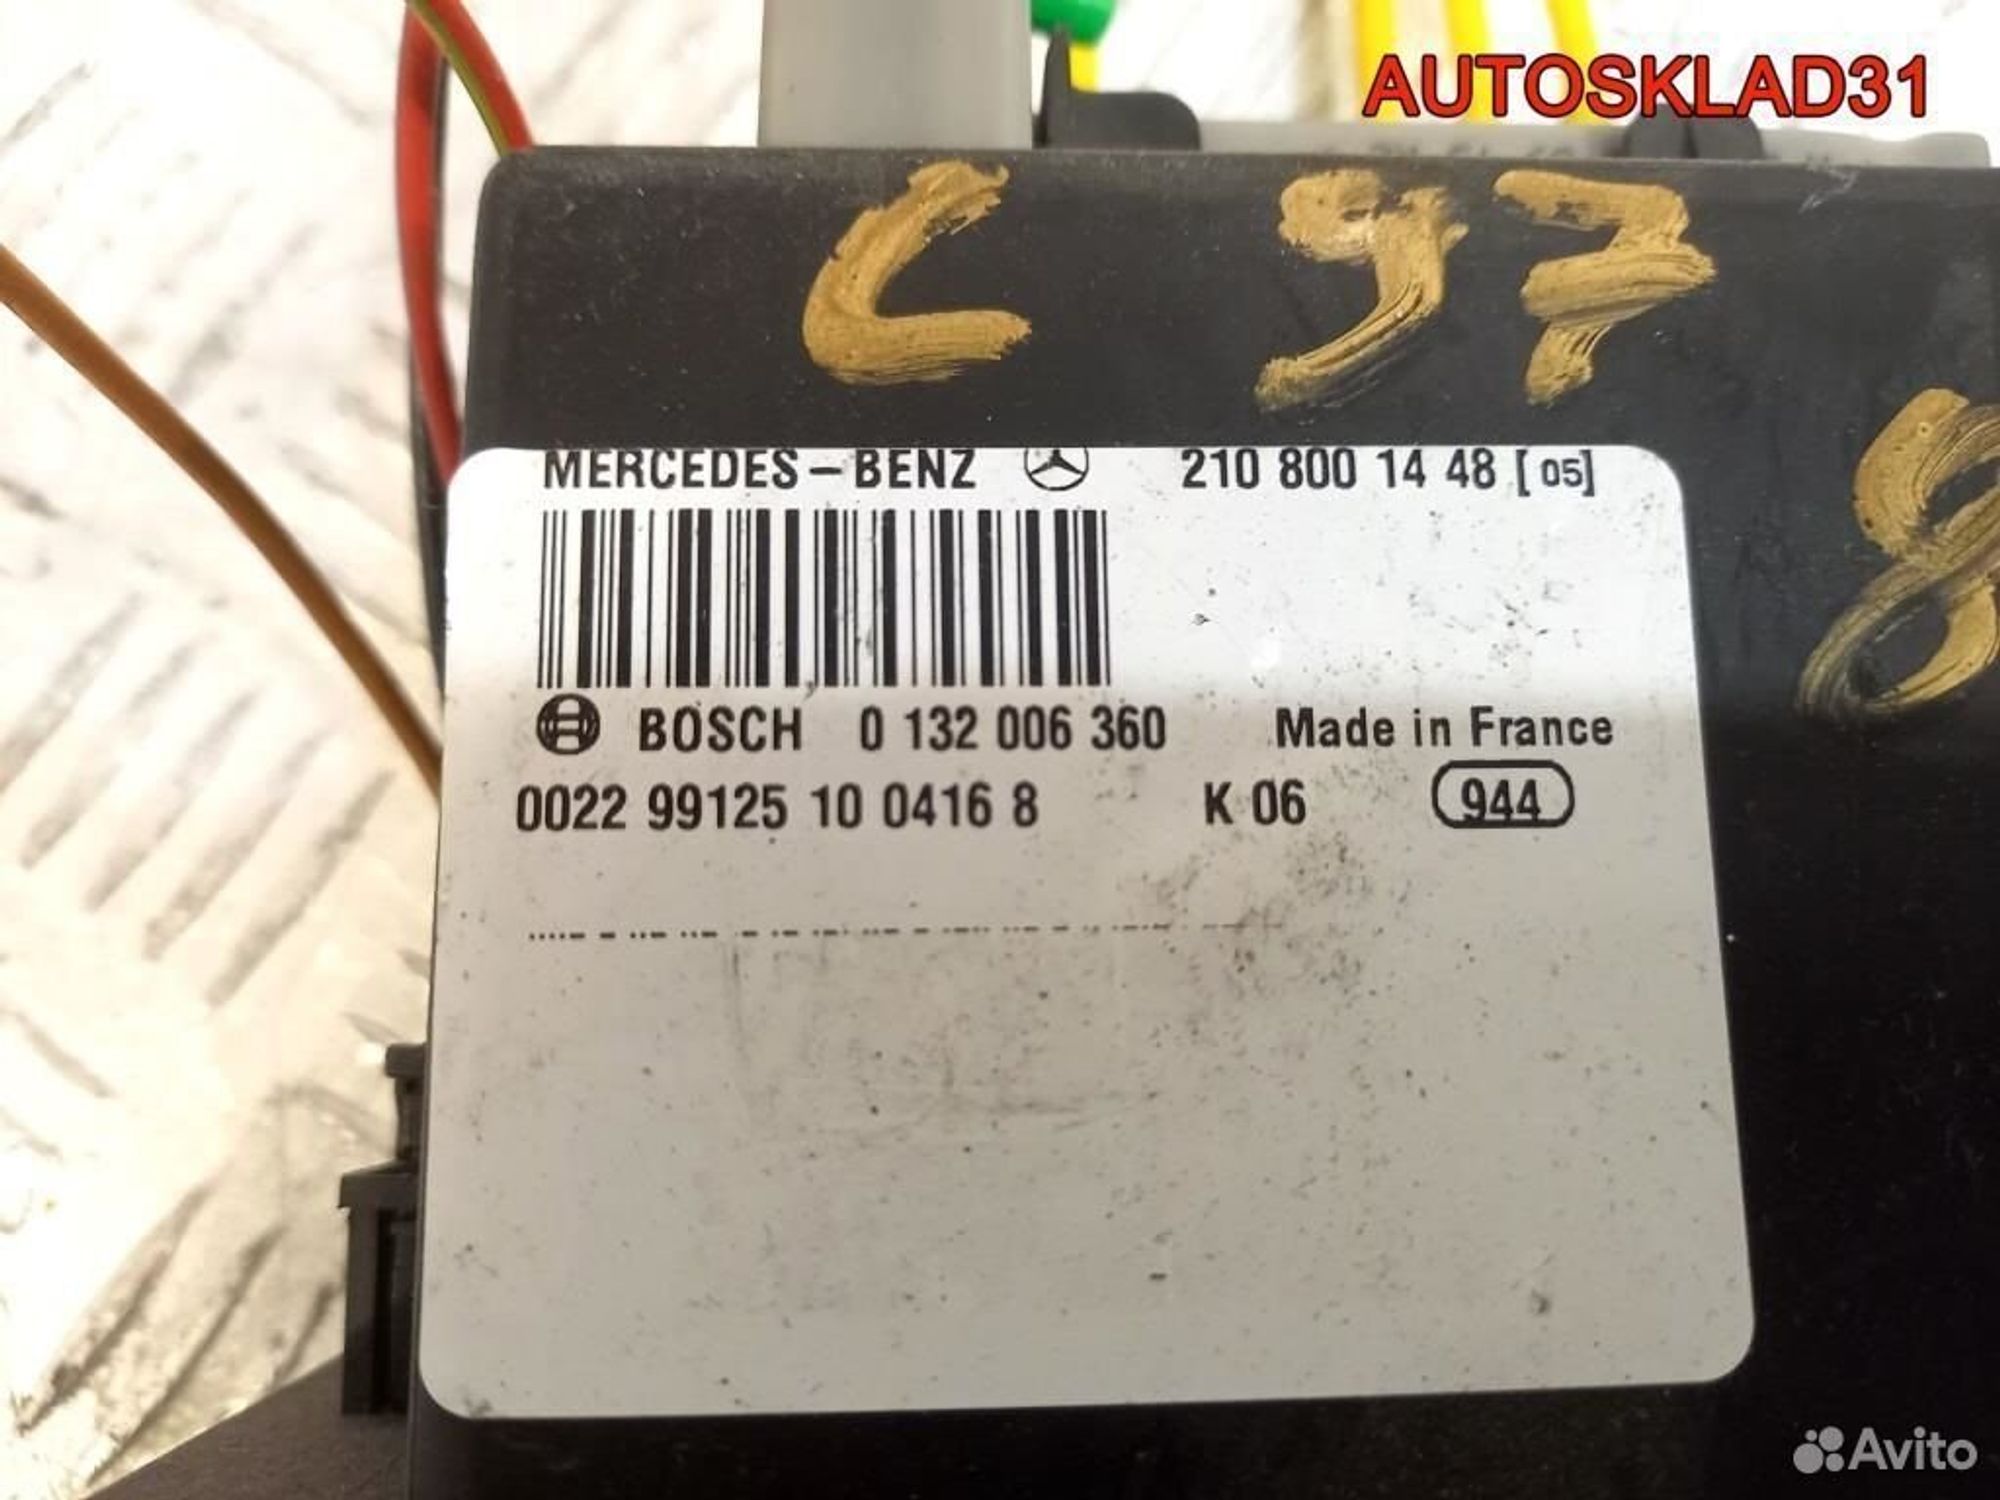 AUTOSKLAD31
C 97
8
MERCEDES-BENZ 210 800 14 48 [05]
BOSCH 0 132 006 360 Made in France
0022 99125 10 0416 8 K 06 944
Avito